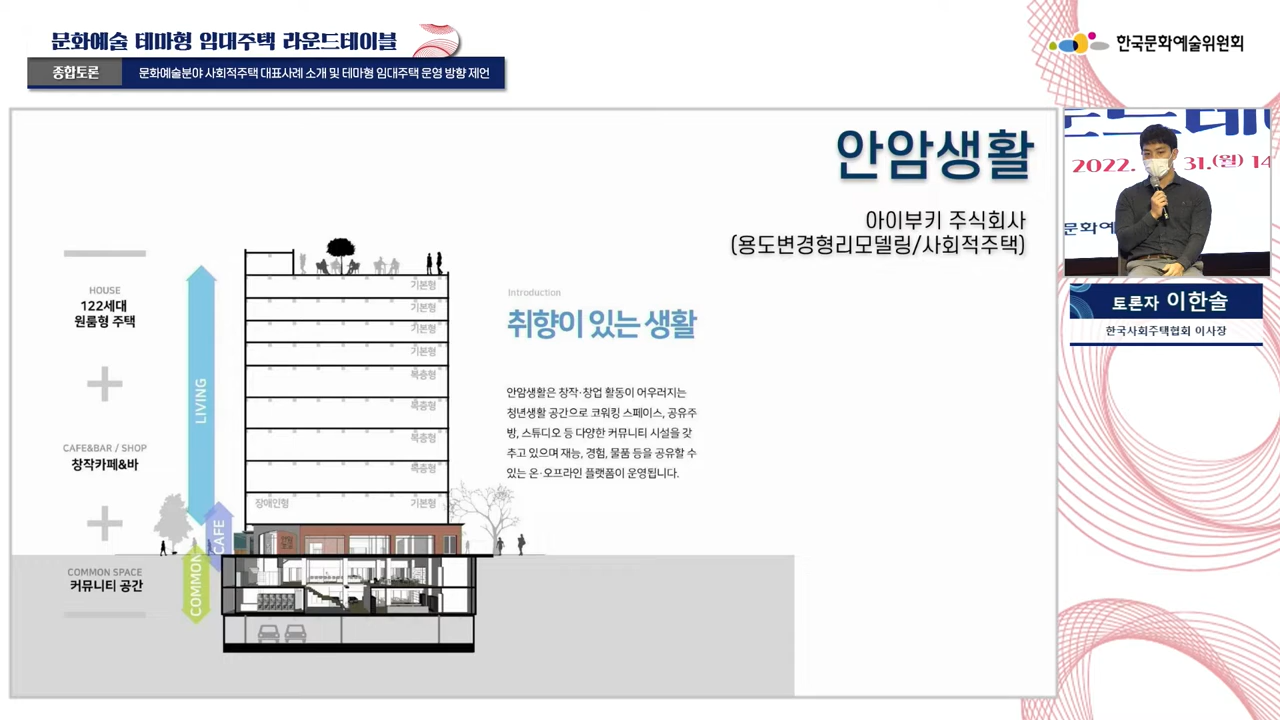 문화예술 테마형 임대주택 라운드테이블
종합토론
문화예술분야 사회적주택 대표사례 소개 및 테마형 임대주택 운영 방향 제언
한국문화예술위원회
안암생활
아이부키 주식회사
(용도변경형리모델링/사회적주택)
2022.
31.(월) 14
문화예
토론자 이한솔
한국사회주택협회 이사장
HOUSE
122세대
원룸형 주택
CAFE&BAR / SHOP
창작카페&바
COMMON SPACE
커뮤니티 공간
LIVING
CAFE
COMMON
기본형
기본형
기본형
기본형
복층형
복층형
복층형
복층형
장애인형
기본형
Introduction
취향이 있는 생활
안암생활은 창작·창업 활동이 어우러지는
청년생활 공간으로 코워킹 스페이스, 공유주
방, 스튜디오 등 다양한 커뮤니티 시설을 갖
추고 있으며 재능, 경험, 물품 등을 공유할 수
있는 온·오프라인 플랫폼이 운영됩니다.